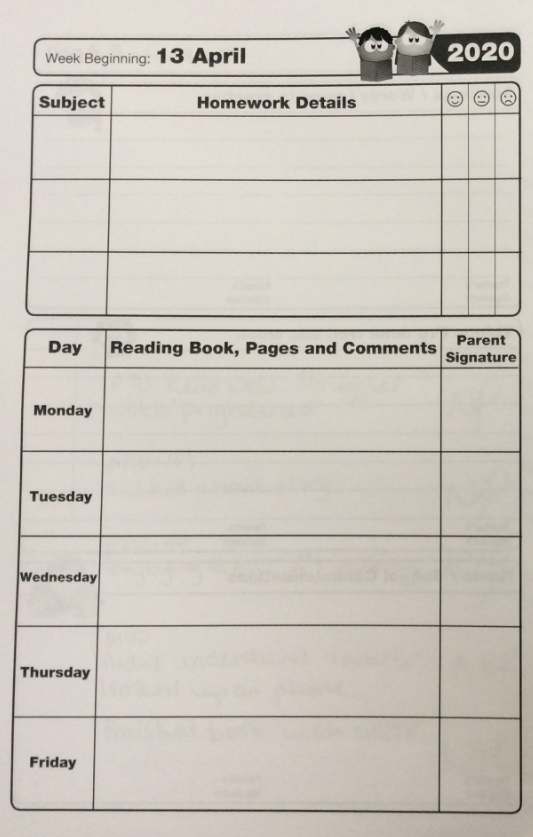 Week Beginning: 13 April 2020
Subject Homework Details
Day Reading Book, Pages and Comments Parent Signature
Monday
Tuesday
Wednesday
Thursday
Friday